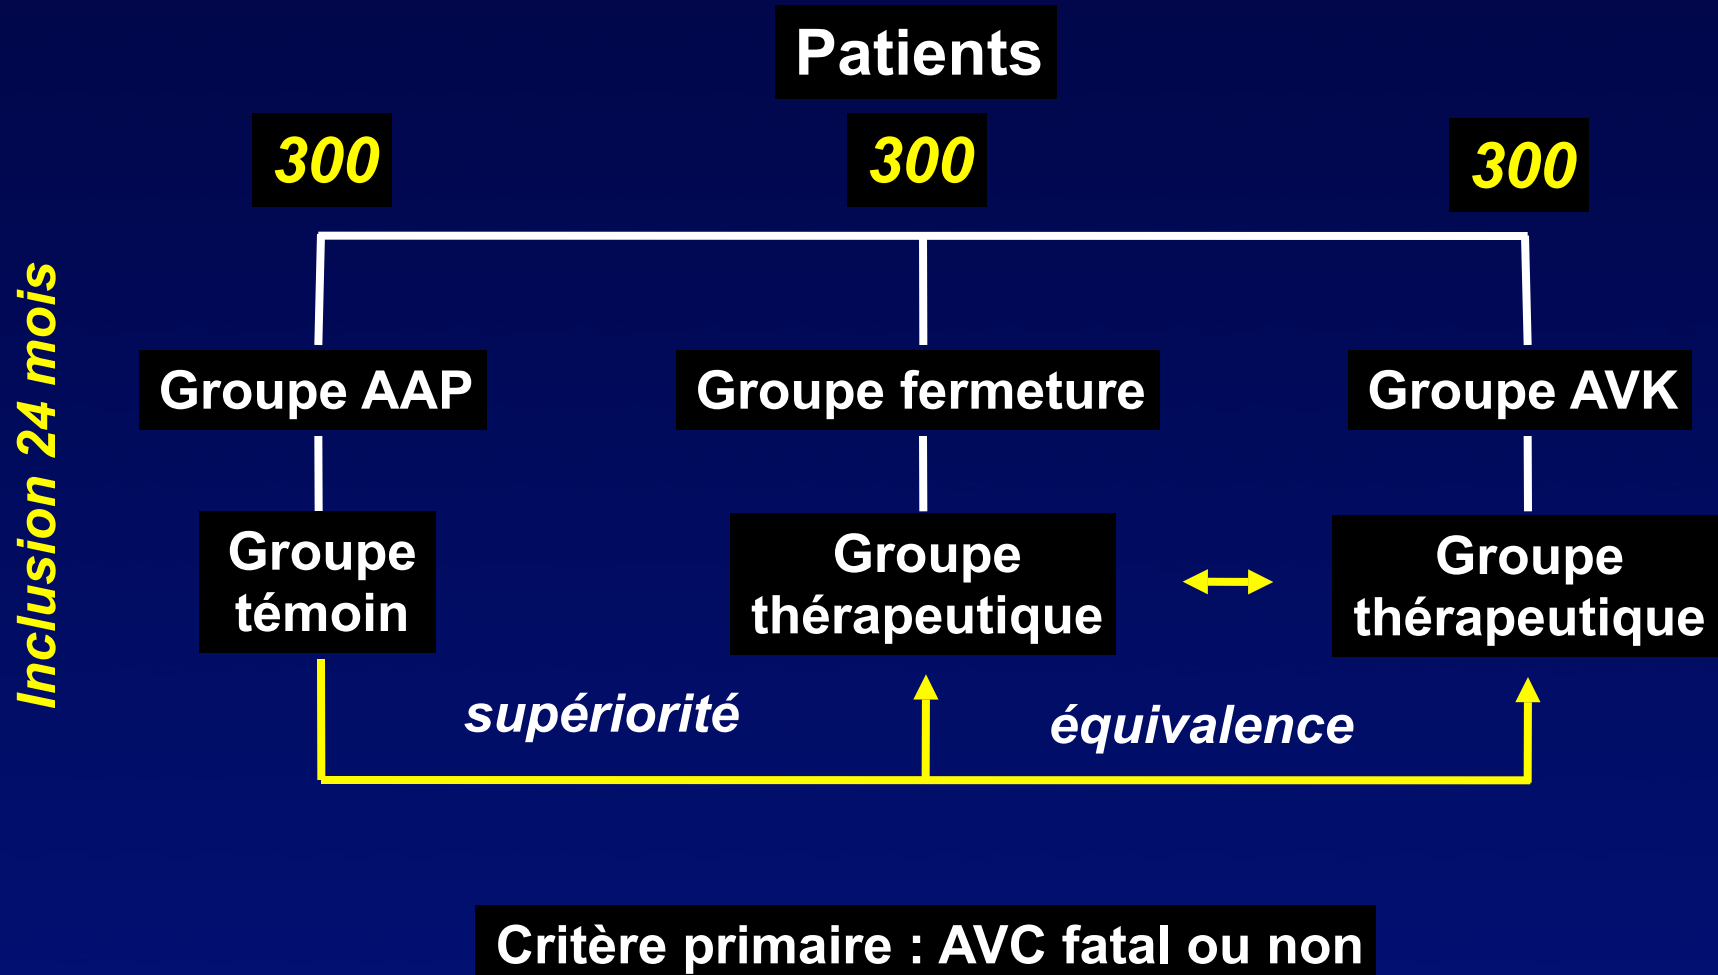 Patients
300
300
300
Inclusion 24 mois
Groupe AAP
Groupe fermeture
Groupe AVK
Groupe
témoin
Groupe
thérapeutique
Groupe
thérapeutique
supériorité
équivalence
Critère primaire : AVC fatal ou non